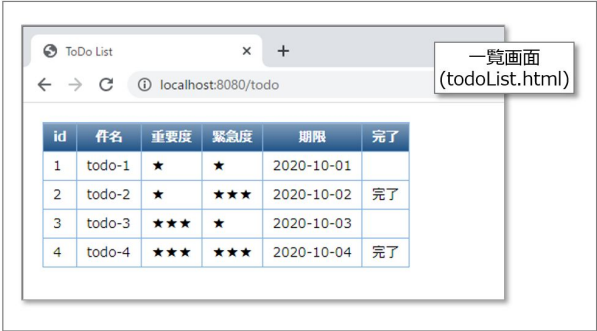 ToDo List
localhost:8080/todo
一覧画面
(todoList.html)
id 件名 重要度 緊急度 期限 完了
1 todo-1 ★ ★ 2020-10-01
2 todo-2 ★ ★★★ 2020-10-02 完了
3 todo-3 ★★★ ★ 2020-10-03
4 todo-4 ★★★ ★★★ 2020-10-04 完了